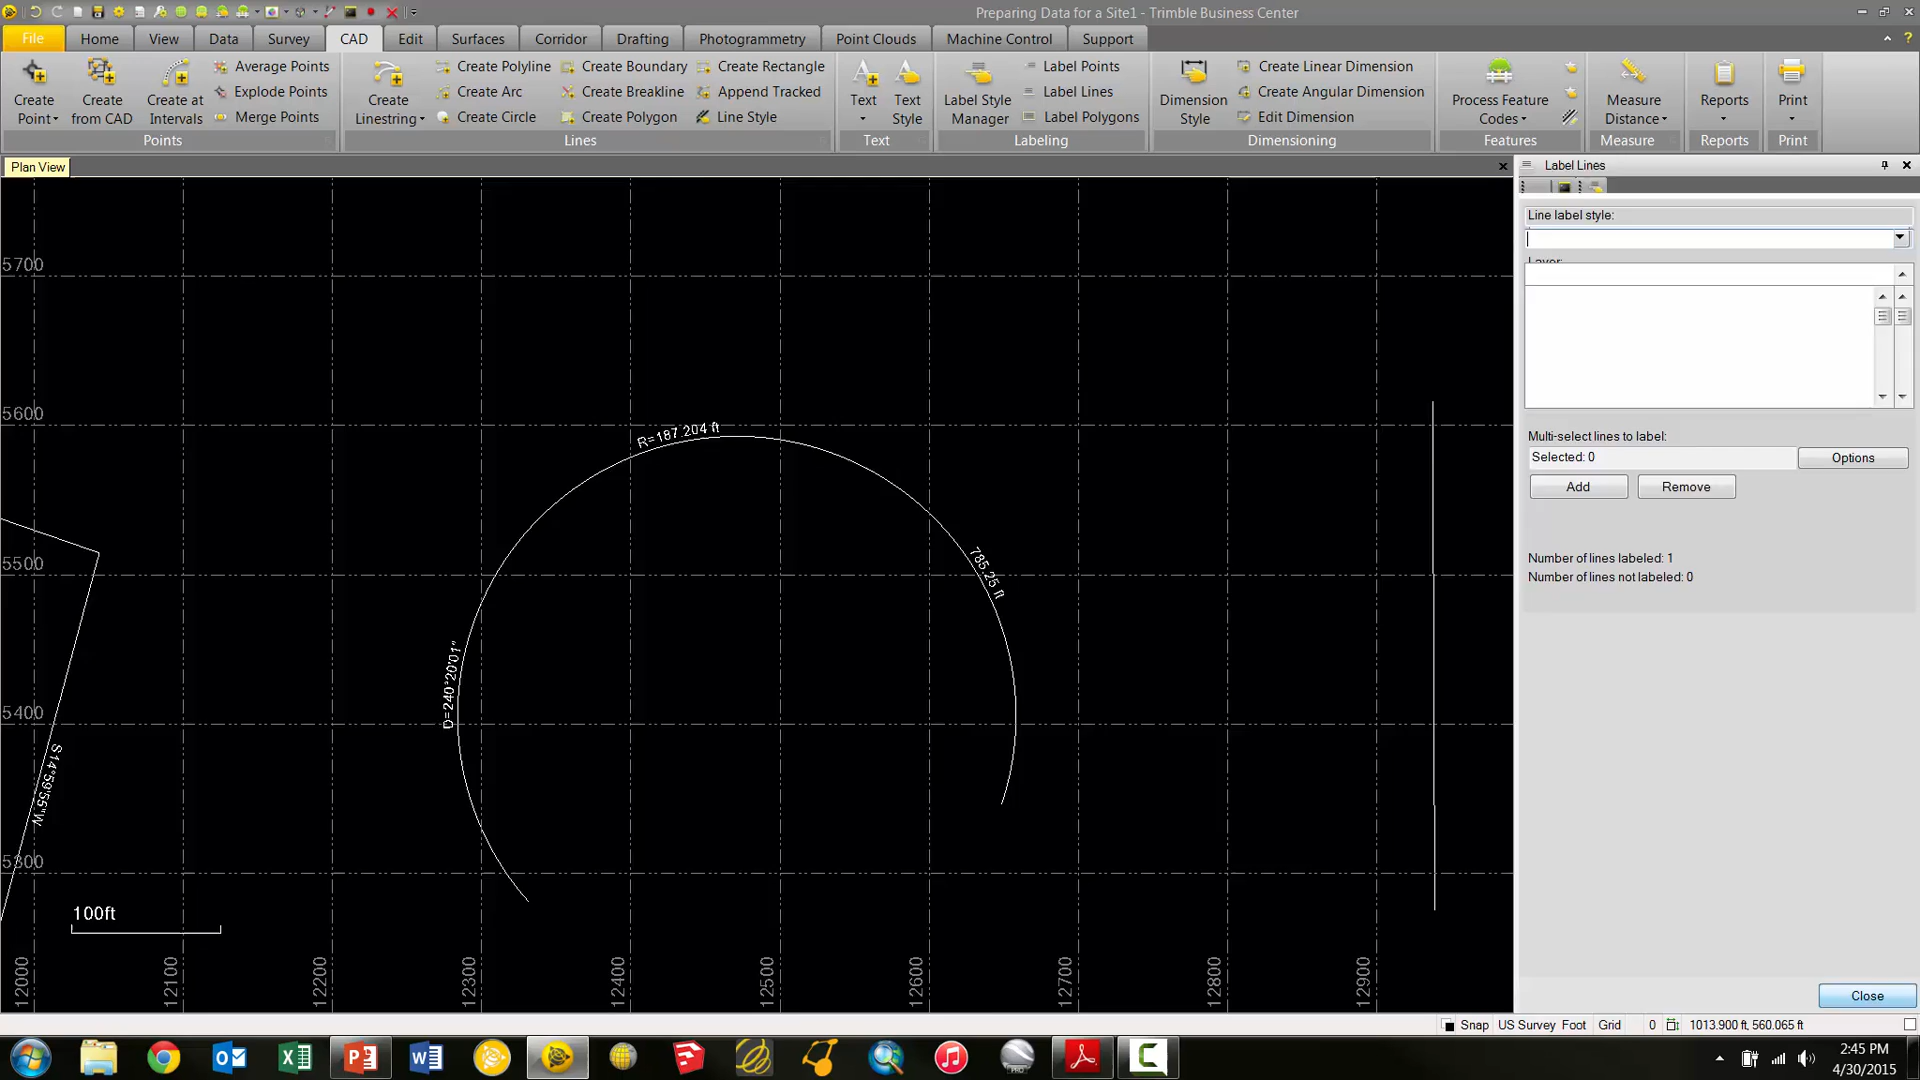 Preparing Data for a Site1 - Trimble Business Center
File Home View Data Survey CAD Edit Surfaces Corridor Drafting Photogrammetry Point Clouds Machine Control Support
Create Point
Create from CAD
Create at Intervals
Average Points
Explode Points
Merge Points
Points
Create Linestring
Create Polyline
Create Arc
Create Circle
Create Boundary
Create Breakline
Create Polygon
Create Rectangle
Append Tracked
Line Style
Lines
Text
Text Style
Text
Label Style Manager
Label Points
Label Lines
Label Polygons
Labeling
Dimension Style
Create Linear Dimension
Create Angular Dimension
Edit Dimension
Dimensioning
Process Feature Codes
Features
Measure Distance
Measure
Reports
Reports
Print
Print
Plan View
5700
5600
5500
5400
5300
R=187.204 ft
785.25 ft
D=240°20'01"
S14°59'55"W
100ft
12000 12100 12200 12300 12400 12500 12600 12700 12800 12900
Label Lines
Line label style:
Layer:
Multi-select lines to label:
Selected: 0
Options
Add Remove
Number of lines labeled: 1
Number of lines not labeled: 0
Close
Snap US Survey Foot Grid 0 1013.900 ft, 560.065 ft
2:45 PM
4/30/2015